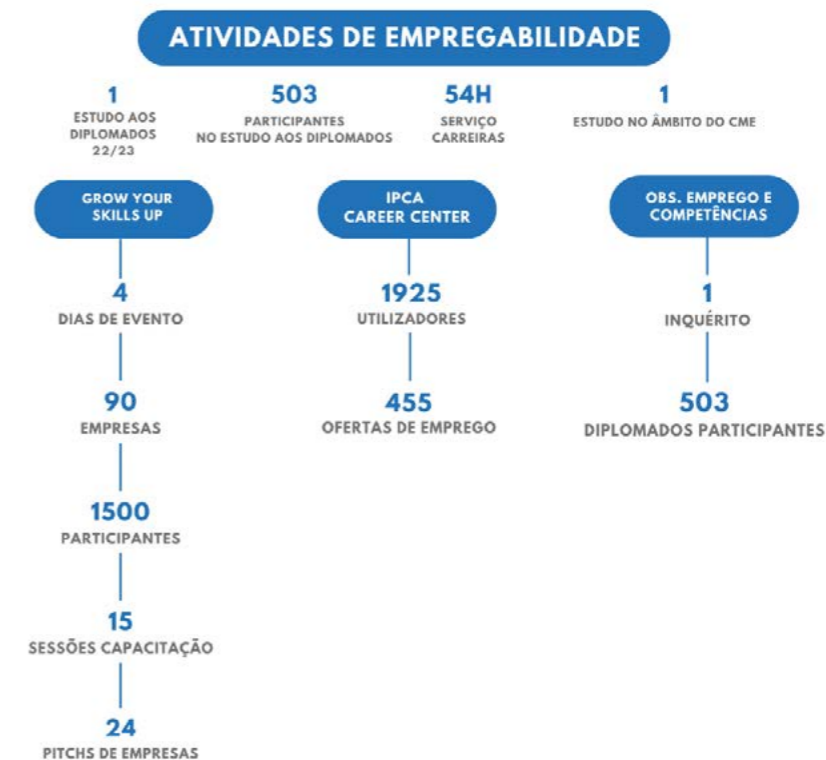 ATIVIDADES DE EMPREGABILIDADE
1
ESTUDO AOS
DIPLOMADOS
22/23
503
PARTICIPANTES
NO ESTUDO AOS DIPLOMADOS
54H
SERVIÇO
CARREIRAS
1
ESTUDO NO ÂMBITO DO CME
GROW YOUR
SKILLS UP
4
DIAS DE EVENTO
90
EMPRESAS
1500
PARTICIPANTES
15
SESSÕES CAPACITAÇÃO
24
PITCHS DE EMPRESAS
IPCA
CAREER CENTER
1925
UTILIZADORES
455
OFERTAS DE EMPREGO
OBS. EMPREGO E
COMPETÊNCIAS
1
INQUÉRITO
503
DIPLOMADOS PARTICIPANTES